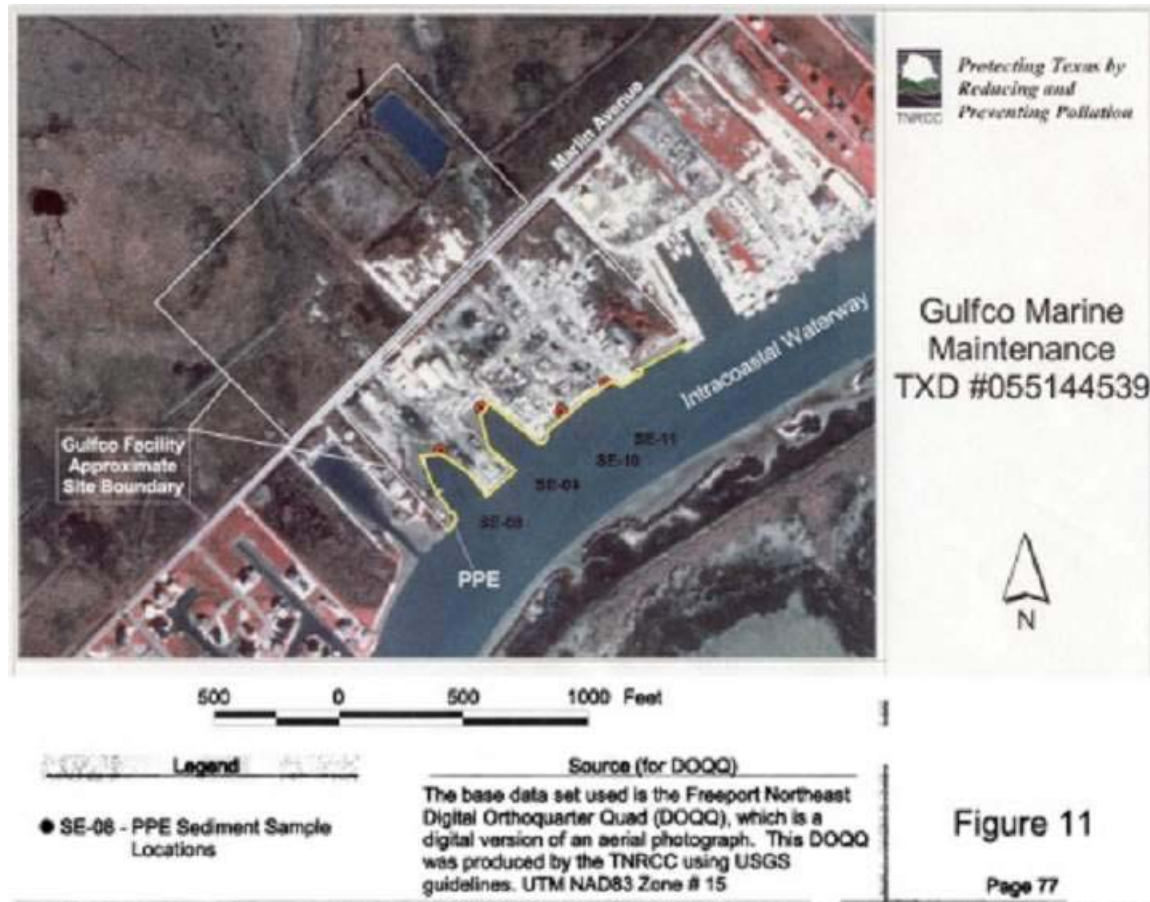 Protecting Texas by
Reducing and
Preventing Pollution
TNRCC
Marlin Avenue
Gulfco Marine
Maintenance
TXD #055144539
Intracoastal Waterway
Gulfco Facility
Approximate
Site Boundary
SE-11
SE-10
SE-09
SE-08
PPE
N
500 0 500 1000 Feet
Legend
SE-08 - PPE Sediment Sample
Locations
Source (for DOQQ)
The base data set used is the Freeport Northeast
Digital Orthoquarter Quad (DOQQ), which is a
digital version of an aerial photograph. This DOQQ
was produced by the TNRCC using USGS
guidelines. UTM NAD83 Zone # 15
Figure 11
Page 77